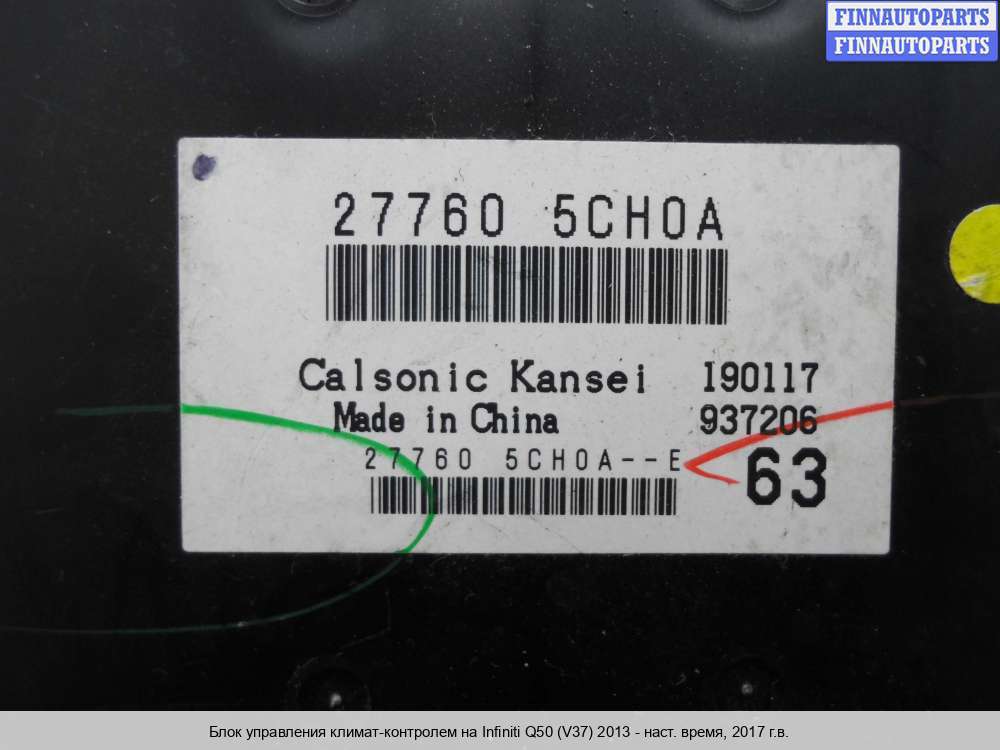 FINNAUTOPARTS
FINNAUTOPARTS
27760 5CH0A
Calsonic Kansei 190117
Made in China 937206
27760 5CH0A--E
63
Блок управления климат-контролем на Infiniti Q50 (V37) 2013 - наст. время, 2017 г.в.